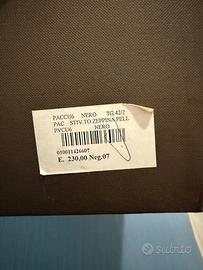 PACCU6 NERO TG.42/2
PAC STIV.TO ZEPPINA PELL
PVCU6 NERO
010011426607
E. 230,00 Neg.07
subito